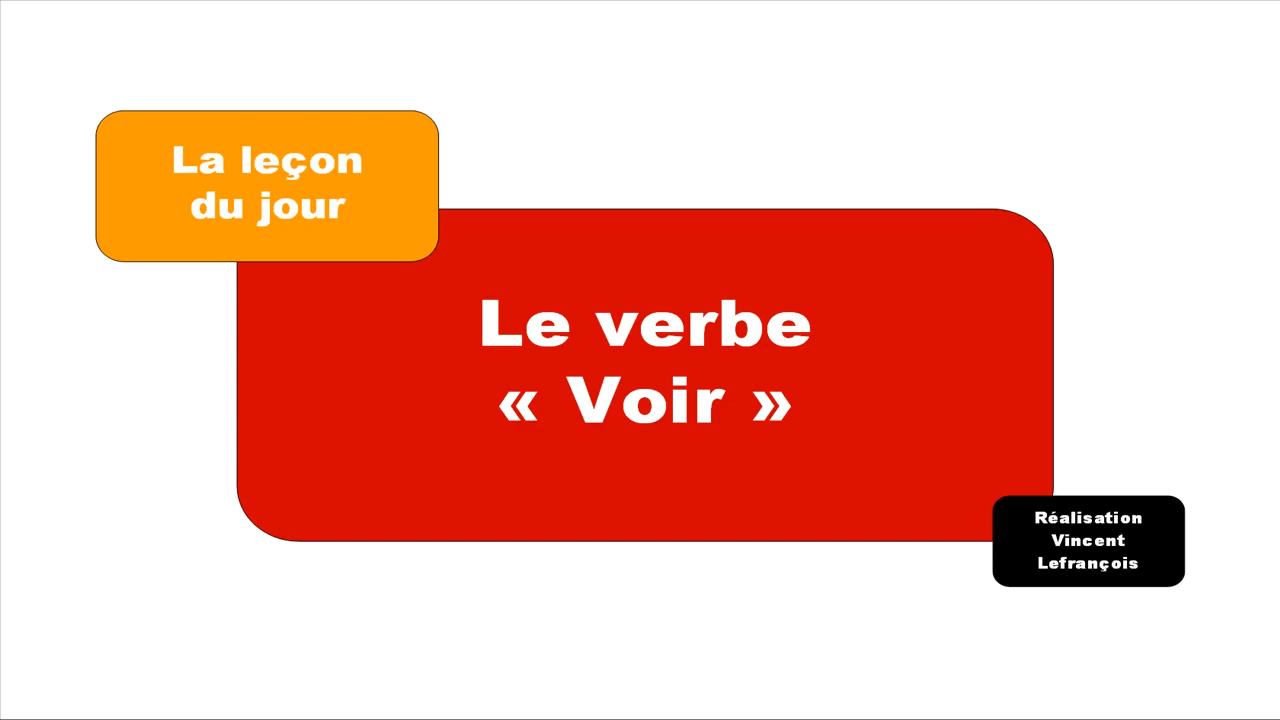 La leçon
du jour
Le verbe
« Voir »
Réalisation
Vincent
Lefrançois